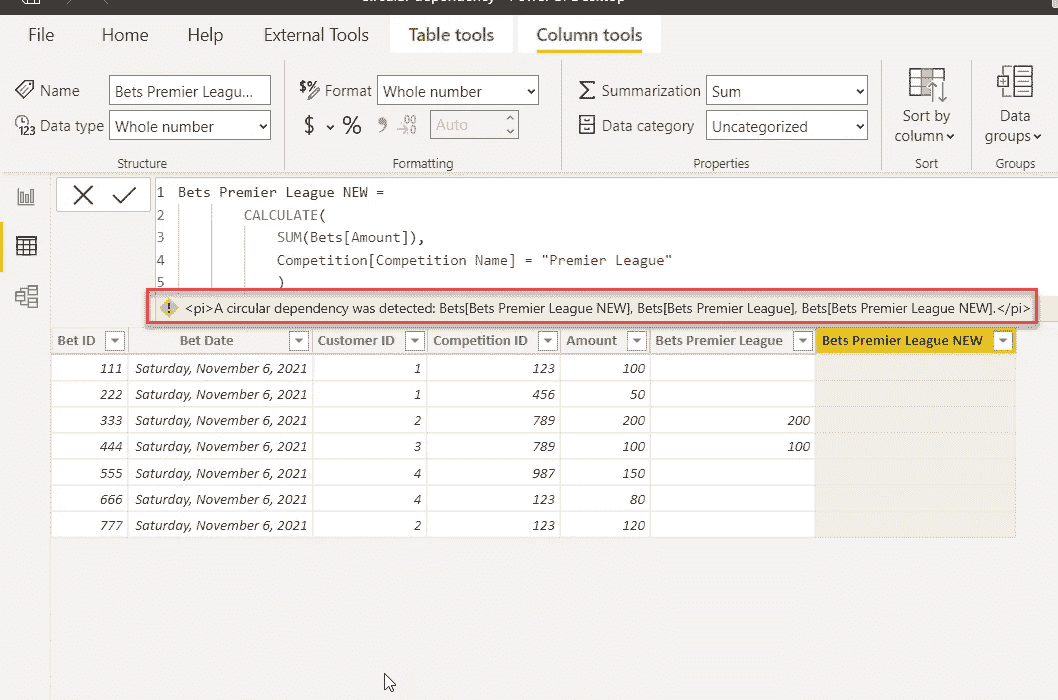 File Home Help External Tools Table tools Column tools
Name Bets Premier Leagu... $% Format Whole number Σ Summarization Sum
Data type Whole number $ % 9 .00 Auto Data category Uncategorized
Sort by column
Data groups
Structure Formatting Properties Sort Groups
1 Bets Premier League NEW =
2 CALCULATE(
3 SUM(Bets[Amount]),
4 Competition[Competition Name] = "Premier League"
5 )
<pi>A circular dependency was detected: Bets[Bets Premier League NEW], Bets[Bets Premier League], Bets[Bets Premier League NEW].</pi>
Bet ID Bet Date Customer ID Competition ID Amount Bets Premier League Bets Premier League NEW
111 Saturday, November 6, 2021 1 123 100
222 Saturday, November 6, 2021 1 456 50
333 Saturday, November 6, 2021 2 789 200 200
444 Saturday, November 6, 2021 3 789 100 100
555 Saturday, November 6, 2021 4 987 150
666 Saturday, November 6, 2021 4 123 80
777 Saturday, November 6, 2021 2 123 120